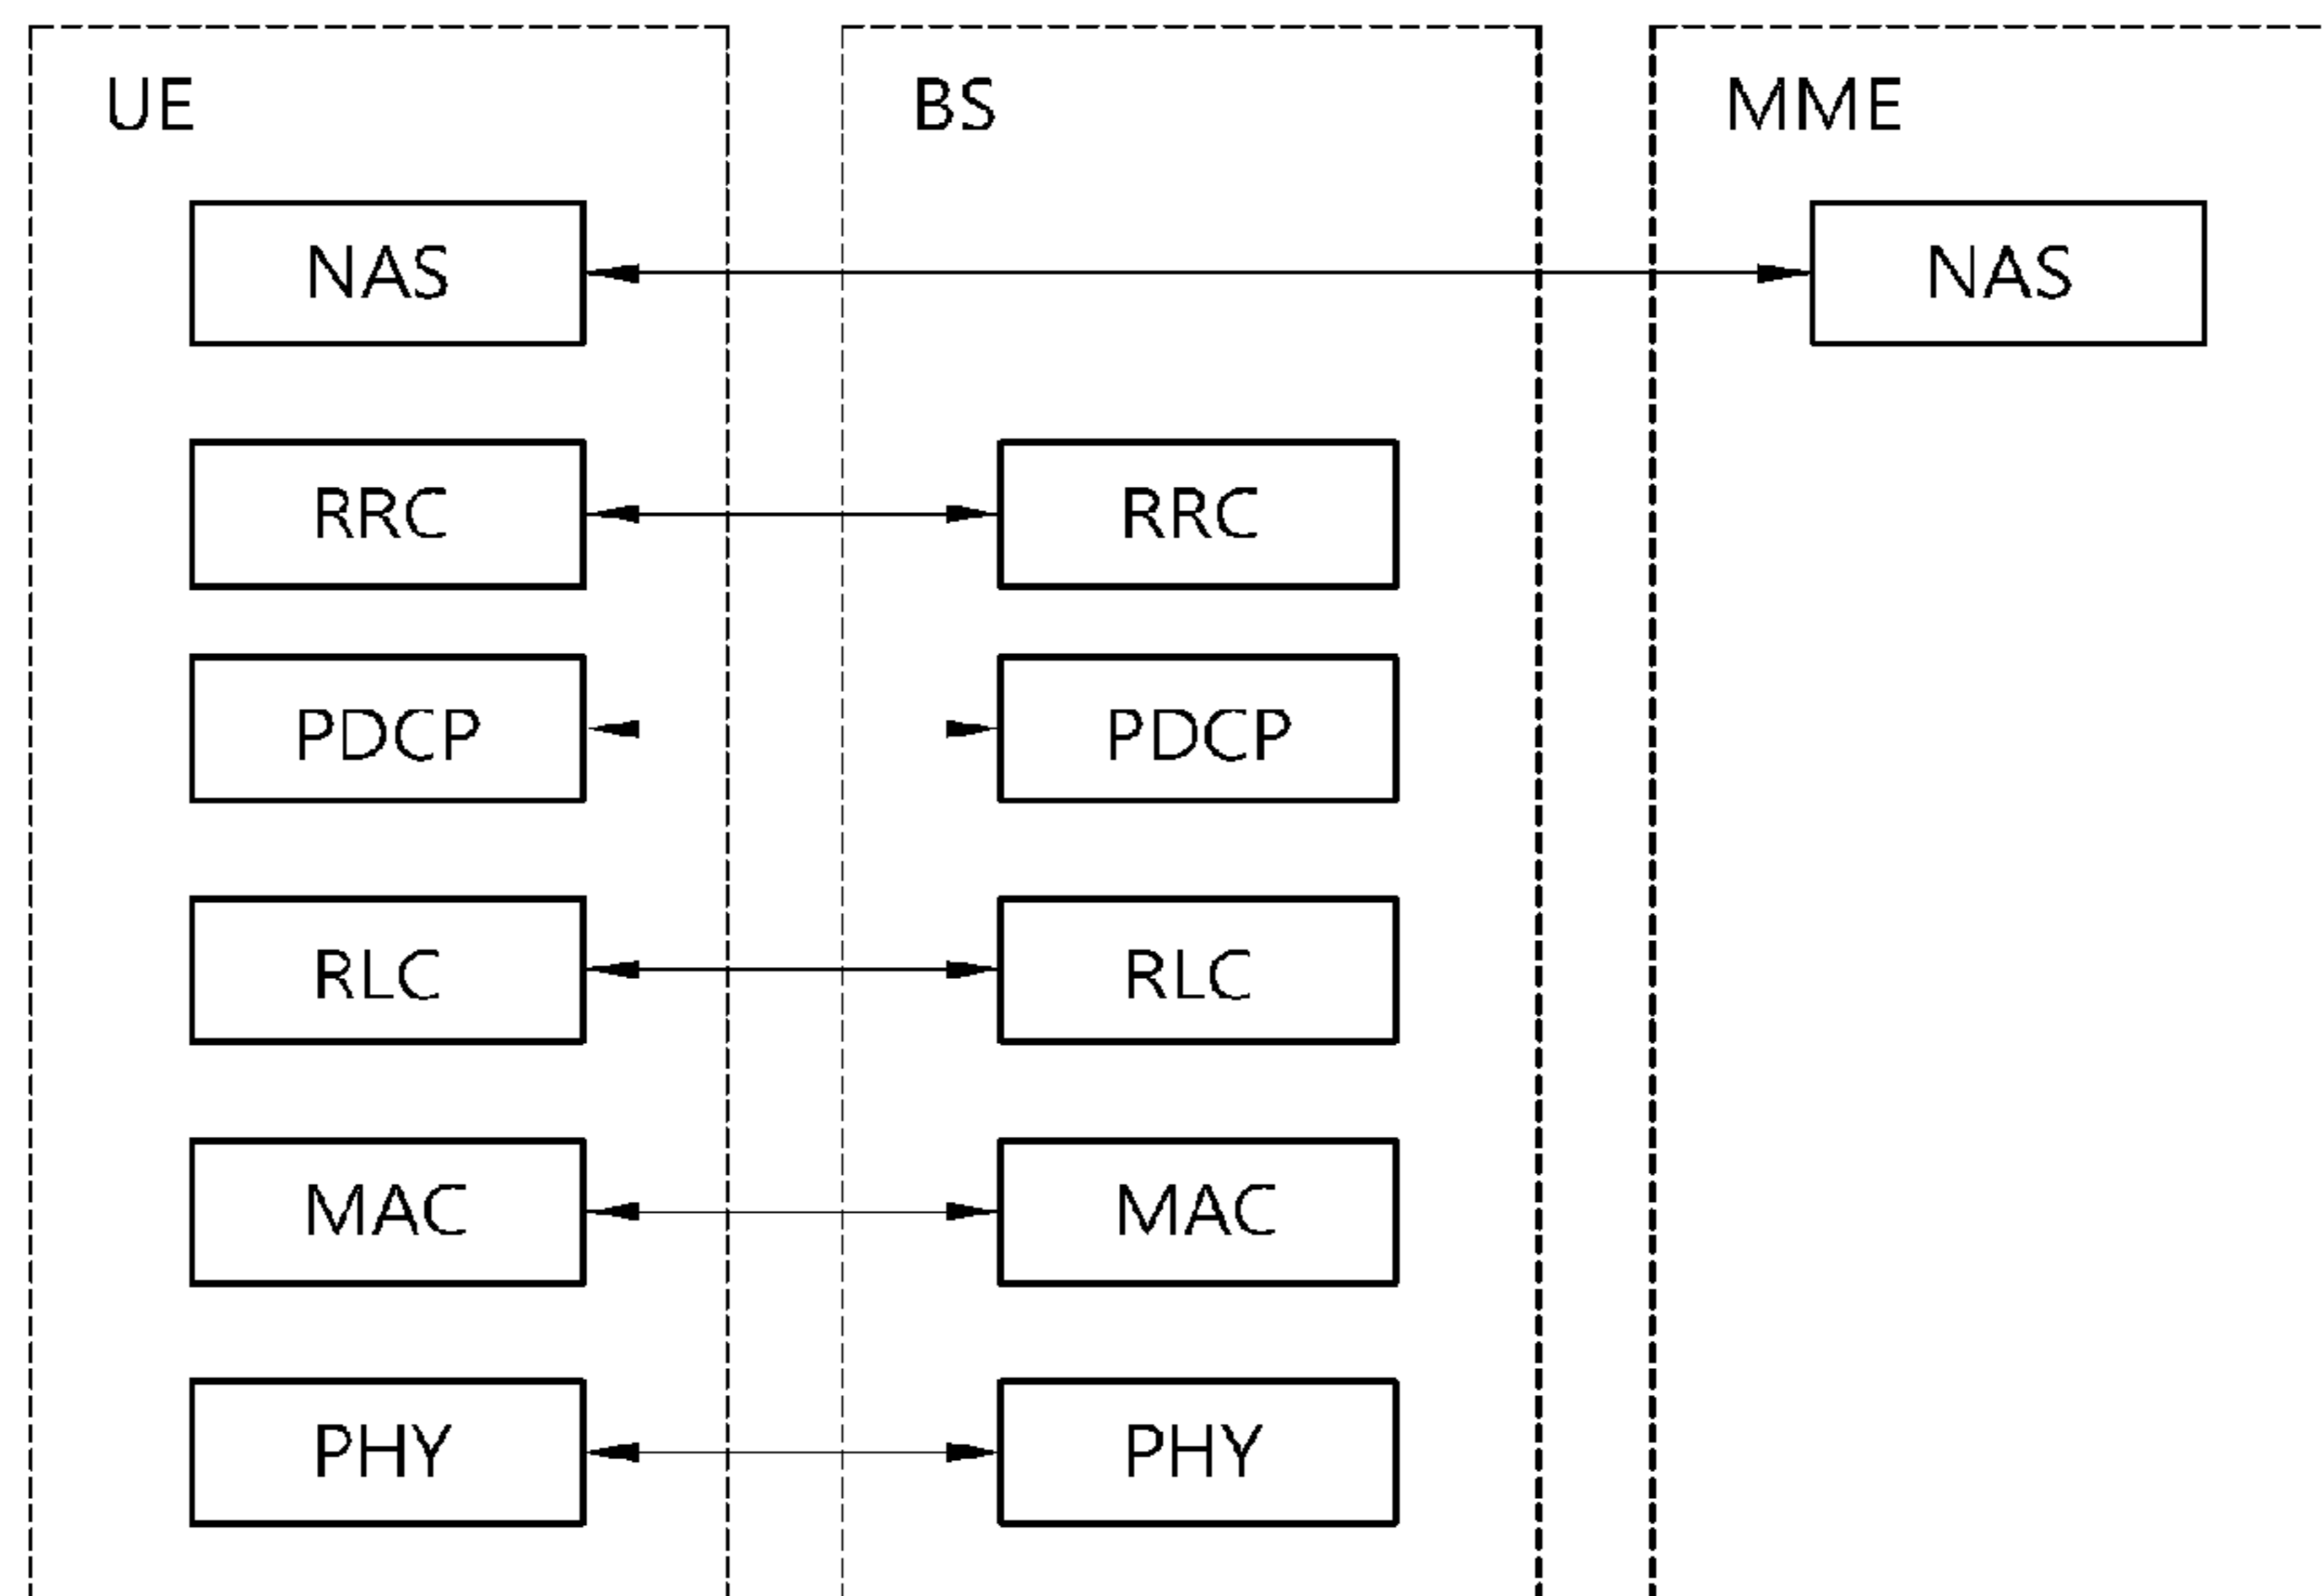 UE
BS
MME
NAS
NAS
RRC
RRC
PDCP
PDCP
RLC
RLC
MAC
MAC
PHY
PHY